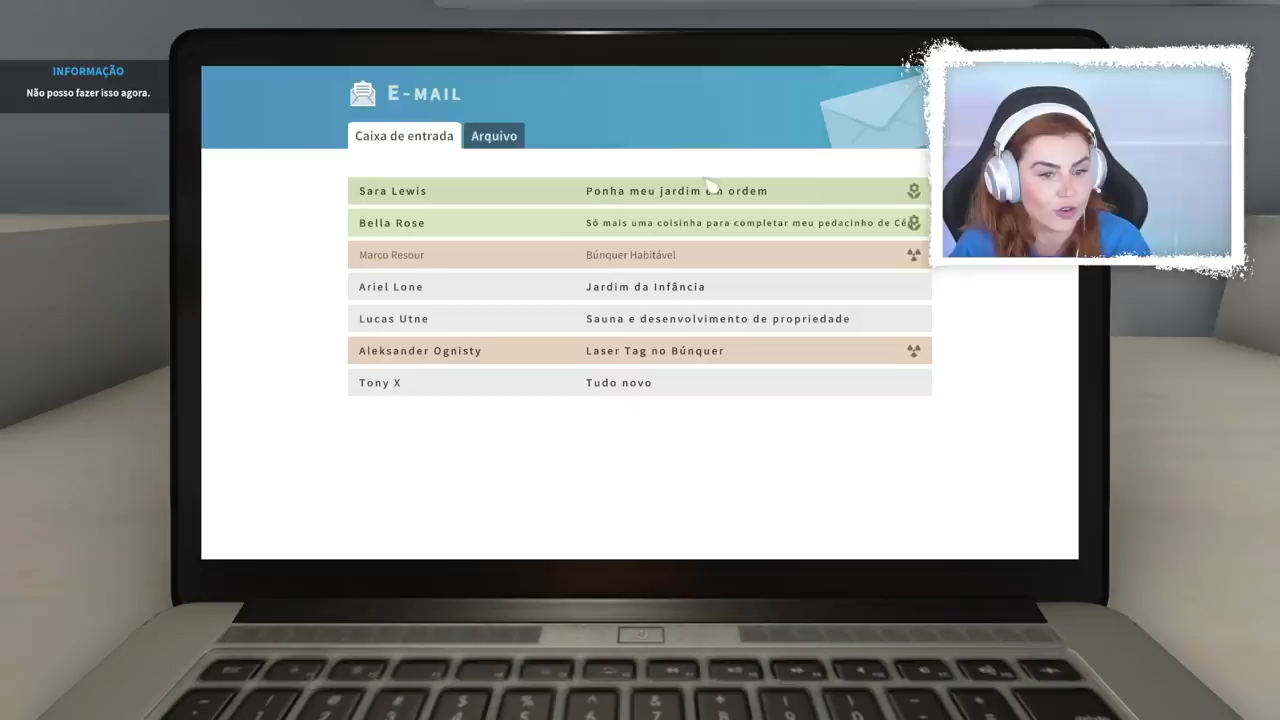 INFORMAÇÃO
Não posso fazer isso agora.
E-MAIL
Caixa de entrada
Arquivo
Sara Lewis Ponha meu jardim em ordem
Bella Rose Só mais uma coisinha para completar meu pedacinho de
Marco Resour Búnquer Habitável
Ariel Lone Jardim da Infância
Lucas Utne Sauna e desenvolvimento de propriedade
Aleksander Ognisty Laser Tag no Búnquer
Tony X Tudo novo